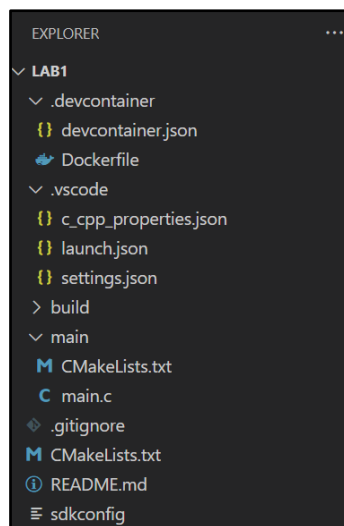 EXPLORER ...
LAB1
.devcontainer
{} devcontainer.json
Dockerfile
.vscode
{} c_cpp_properties.json
{} launch.json
{} settings.json
build
main
M CMakeLists.txt
C main.c
.gitignore
M CMakeLists.txt
README.md
sdkconfig